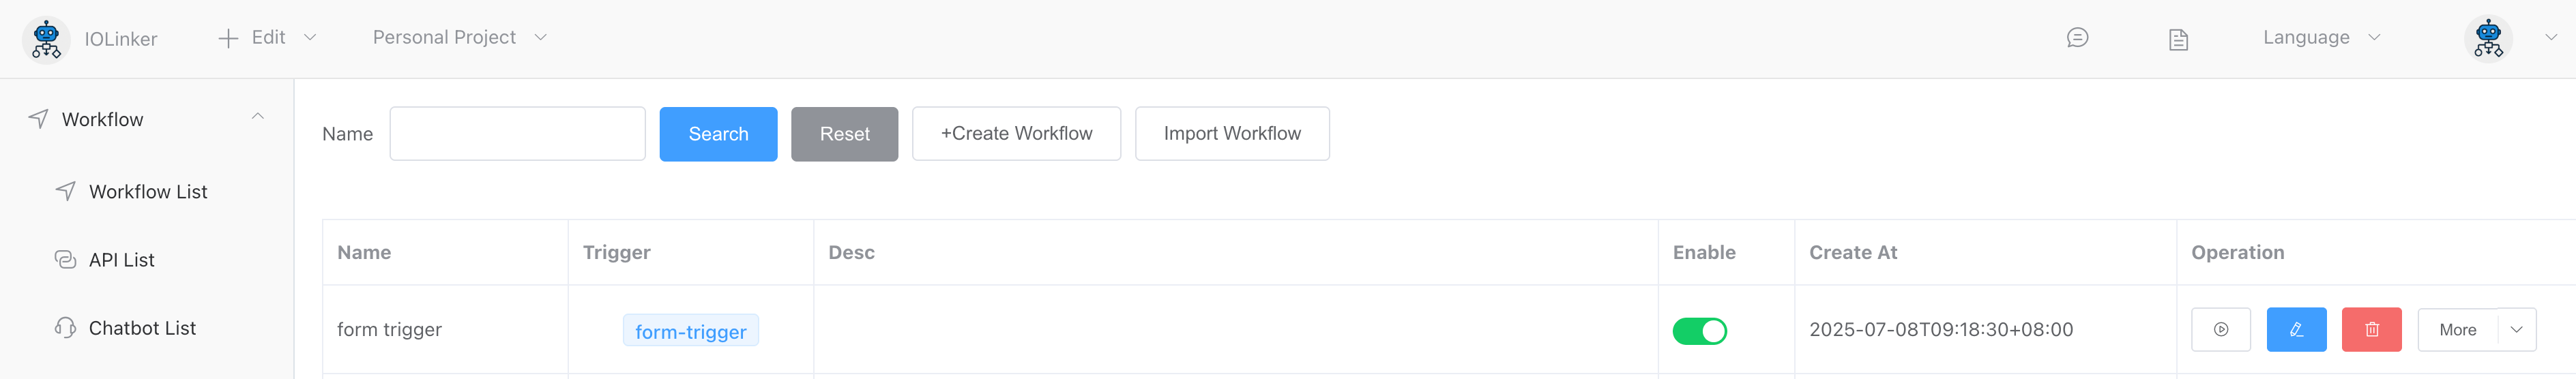 IOLinker Edit Personal Project Language
Workflow
Name Search Reset +Create Workflow Import Workflow
Workflow List
API List
Chatbot List
Name Trigger Desc Enable Create At Operation
form trigger form-trigger 2025-07-08T09:18:30+08:00 More